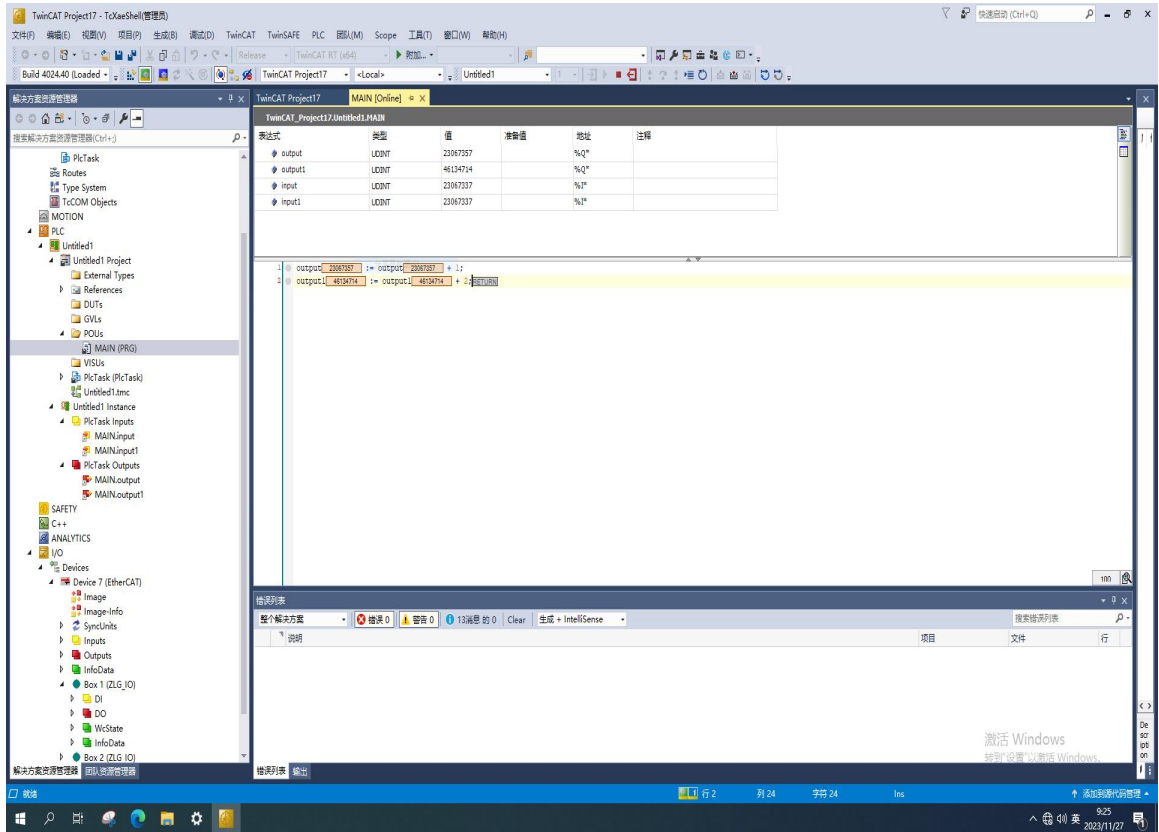 TwinCAT Project17 - TcXaeShell(管理员)
快速启动 (Ctrl+Q)
文件(F) 编辑(E) 视图(V) 项目(P) 生成(B) 调试(D) TwinCAT TwinSAFE PLC 团队(M) Scope 工具(T) 窗口(W) 帮助(H)
Release TwinCAT RT (x64) 附加...
Build 4024.40 (Loaded TwinCAT Project17 <Local> Untitled1 1
解决方案资源管理器
搜索解决方案资源管理器(Ctrl+;)
PlcTask
Routes
Type System
TcCOM Objects
MOTION
PLC
Untitled1
Untitled1 Project
External Types
References
DUTs
GVLs
POUs
MAIN (PRG)
VISUs
PlcTask (PlcTask)
Untitled1.tmc
Untitled1 Instance
PlcTask Inputs
MAIN.input
MAIN.input1
PlcTask Outputs
MAIN.output
MAIN.output1
SAFETY
C++
ANALYTICS
I/O
Devices
Device 7 (EtherCAT)
Image
Image-Info
SyncUnits
Inputs
Outputs
InfoData
Box 1 (ZLG_IO)
DI
DO
WcState
InfoData
Box 2 (ZLG IO)
解决方案资源管理器 团队资源管理器
TwinCAT Project17 MAIN [Online]
TwinCAT_Project17.Untitled1.MAIN
表达式 类型 值 准备值 地址 注释
output UDINT 23067357 %Q*
output1 UDINT 46134714 %Q*
input UDINT 23067337 %I*
input1 UDINT 23067337 %I*
1 output 23067357 := output 23067357 + 1;
2 output1 46134714 := output1 46134714 + 2; RETURN
100
错误列表
整个解决方案 错误 0 警告 0 13消息 的 0 Clear 生成 + IntelliSense 搜索错误列表
说明 项目 文件 行
错误列表 输出
De
scr
ipti
on
激活 Windows
转到"设置"以激活 Windows。
就绪 行 2 列 24 字符 24 Ins 添加到源代码管理
英 9:25
2023/11/27